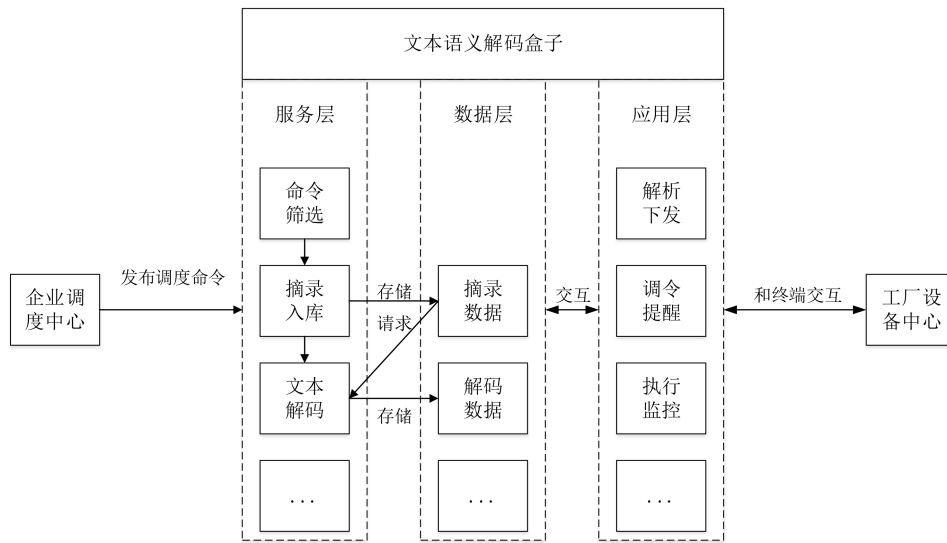 文本语义解码盒子
服务层
数据层
应用层
命令
筛选
解析
下发
发布调度命令
企业调
度中心
摘录
入库
存储
请求
摘录
数据
交互
调令
提醒
和终端交互
工厂设
备中心
文本
解码
存储
解码
数据
执行
监控
...
...
...